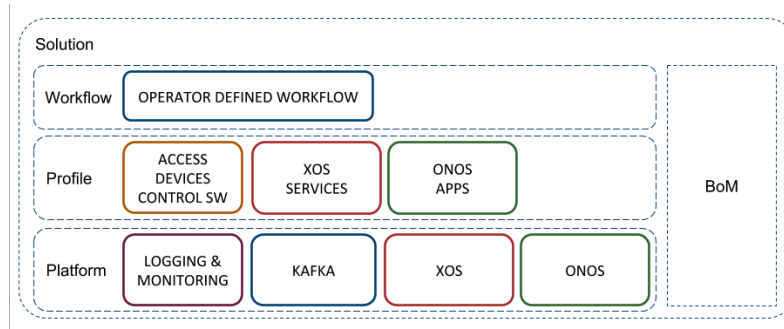 Solution
Workflow
OPERATOR DEFINED WORKFLOW
Profile
ACCESS
DEVICES
CONTROL SW
XOS
SERVICES
ONOS
APPS
BoM
Platform
LOGGING &
MONITORING
KAFKA
XOS
ONOS